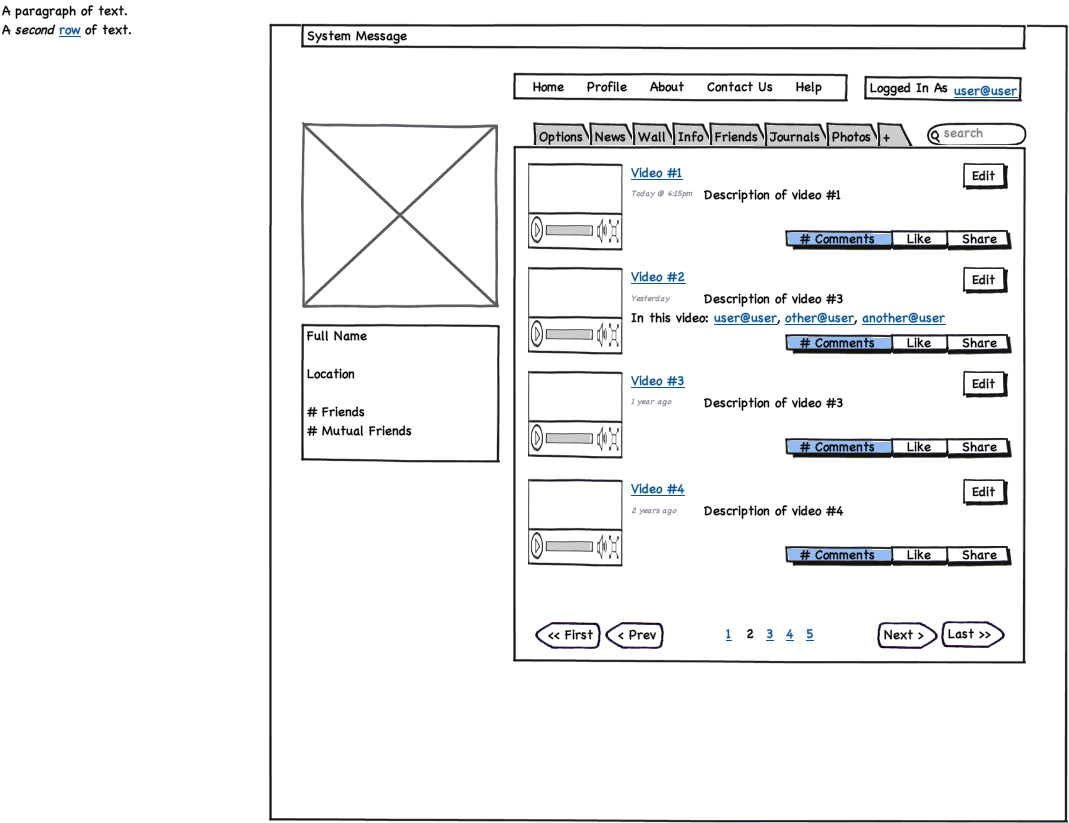 A paragraph of text.
A second row of text.
System Message
Home Profile About Contact Us Help
Logged In As user@user
Options News Wall Info Friends Journals Photos +
search
Video #1
Edit
Today @ 4:15pm Description of video #1
# Comments Like Share
Video #2
Edit
Yesterday Description of video #3
In this video: user@user, other@user, another@user
# Comments Like Share
Video #3
Edit
1 year ago Description of video #3
# Comments Like Share
Video #4
Edit
2 years ago Description of video #4
# Comments Like Share
<< First < Prev 1 2 3 4 5 Next > Last >>
Full Name
Location
# Friends
# Mutual Friends